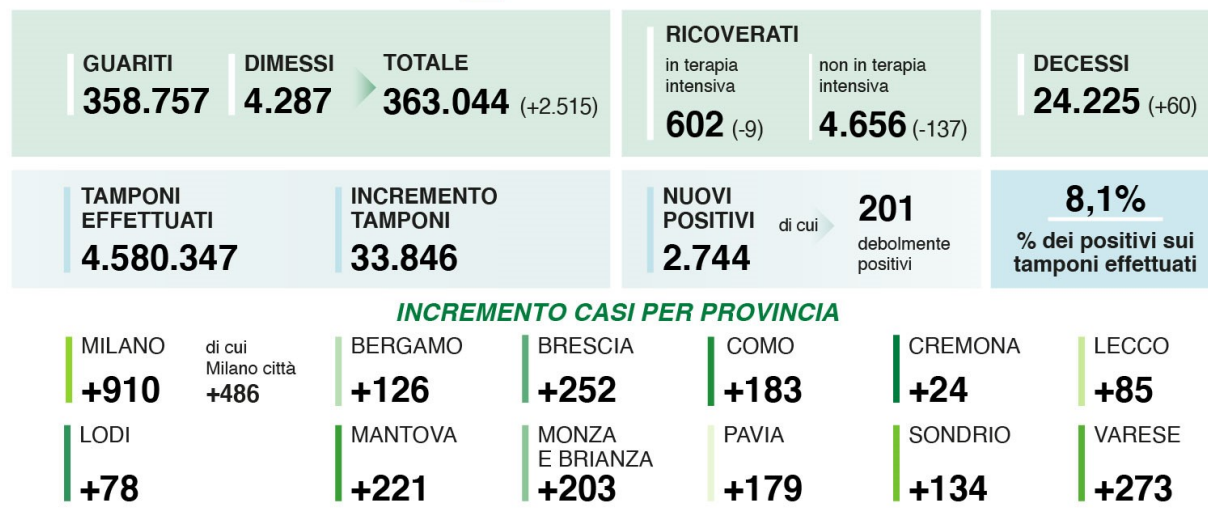 GUARITI
358.757
DIMESSI
4.287
TOTALE
363.044 (+2.515)
RICOVERATI
in terapia
intensiva
602 (-9)
non in terapia
intensiva
4.656 (-137)
DECESSI
24.225 (+60)
TAMPONI
EFFETTUATI
4.580.347
INCREMENTO
TAMPONI
33.846
NUOVI
POSITIVI
2.744
di cui
201
debolmente
positivi
8,1%
% dei positivi sui
tamponi effettuati
INCREMENTO CASI PER PROVINCIA
MILANO
+910
di cui
Milano città
+486
BERGAMO
+126
BRESCIA
+252
COMO
+183
CREMONA
+24
LECCO
+85
LODI
+78
MANTOVA
+221
MONZA
E BRIANZA
+203
PAVIA
+179
SONDRIO
+134
VARESE
+273